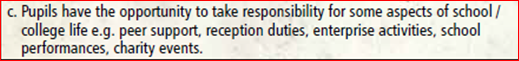 c. Pupils have the opportunity to take responsibility for some aspects of school /
college life e.g. peer support, reception duties, enterprise activities, school
performances, charity events.